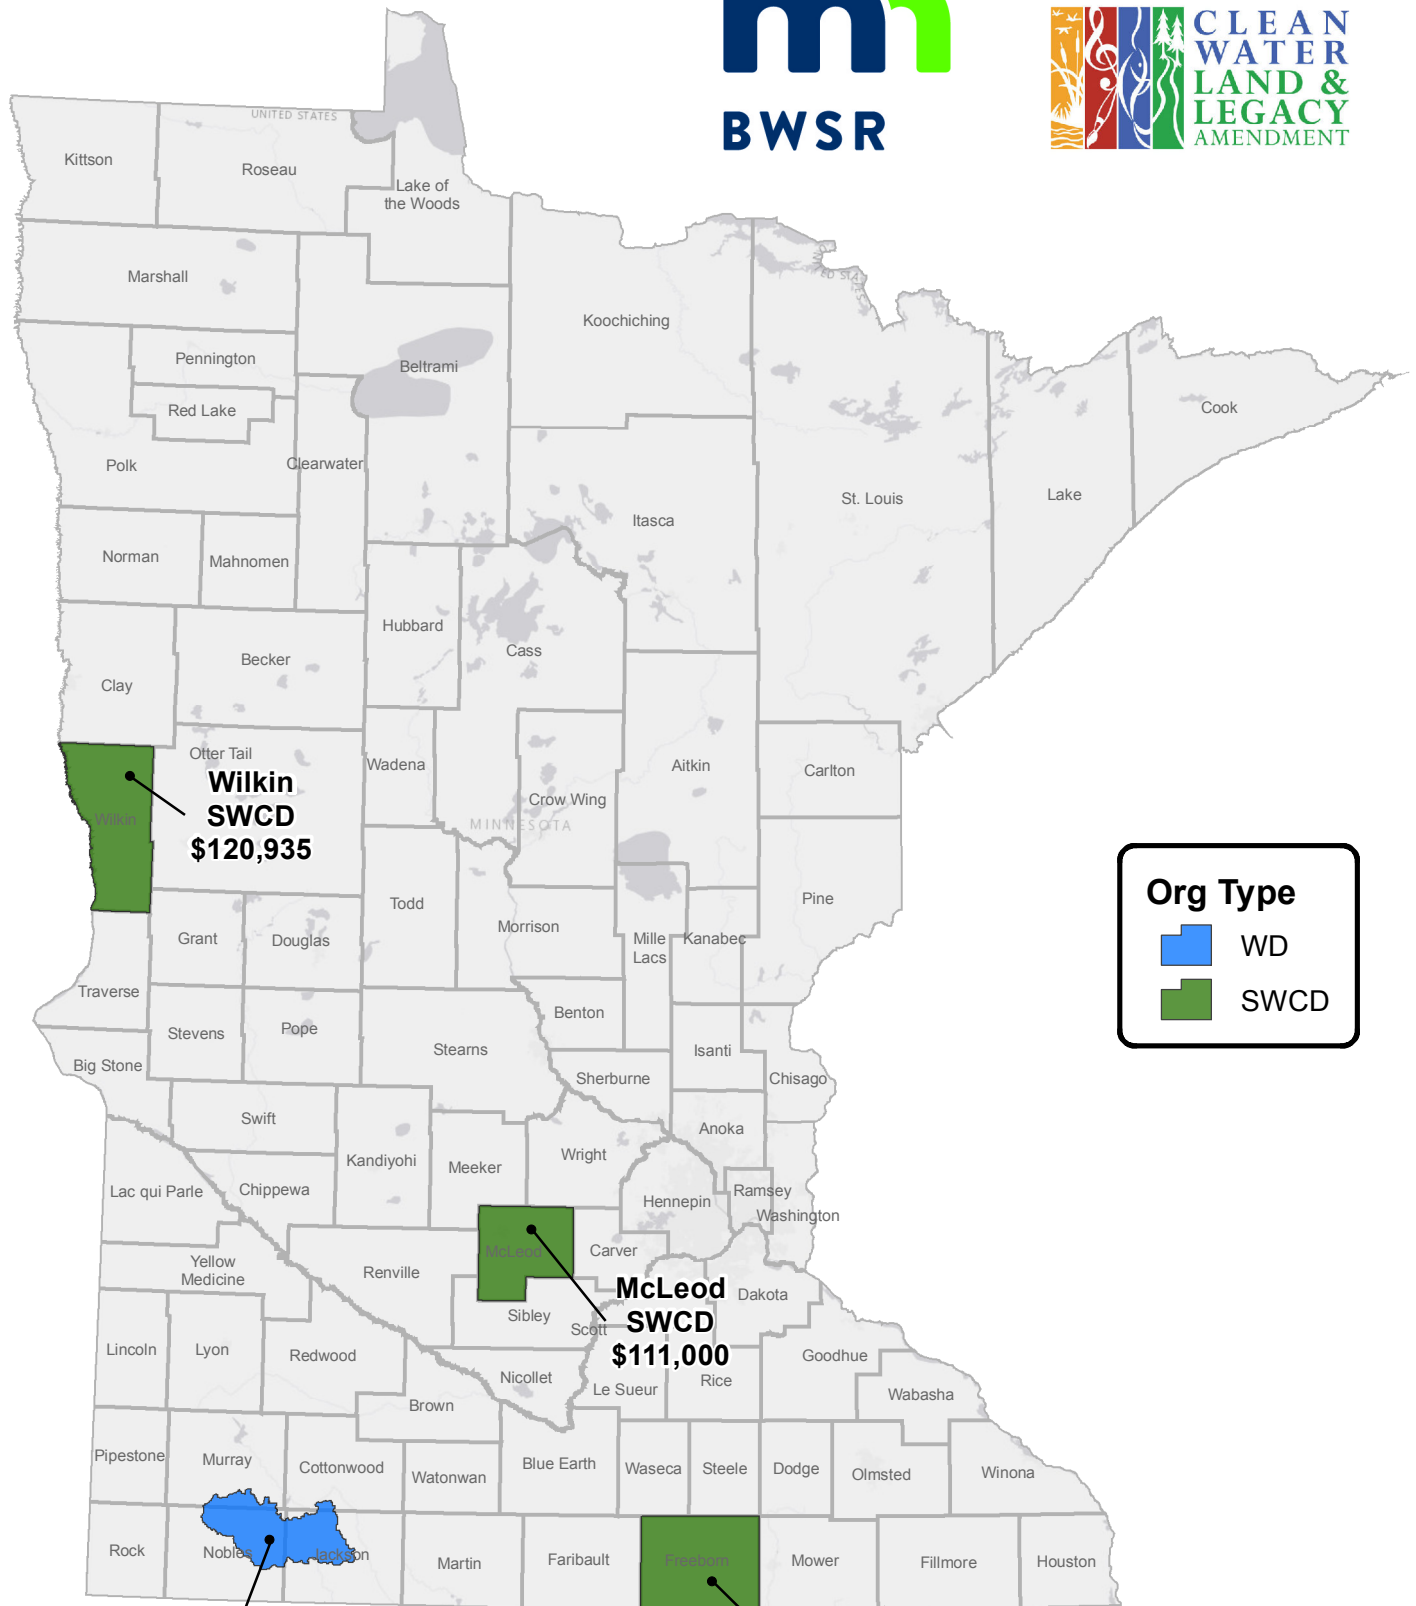 mn
BWSR
CLEAN
WATER
LAND &
LEGACY
AMENDMENT
UNITED STATES
Kittson
Roseau
Lake of
the Woods
Marshall
Koochiching
Pennington
Beltrami
Red Lake
Cook
Polk
Clearwater
St. Louis
Lake
Itasca
Norman
Mahnomen
Hubbard
Cass
Becker
Clay
Otter Tail
Wadena
Aitkin
Carlton
Wilkin
SWCD
$120,935
Wilkin
Crow Wing
MINNESOTA
Todd
Pine
Morrison
Grant
Douglas
Mille
Lacs
Kanabec
Traverse
Stevens
Pope
Benton
Stearns
Isanti
Big Stone
Sherburne
Chisago
Swift
Anoka
Kandiyohi
Meeker
Wright
Lac qui Parle
Chippewa
Hennepin
Ramsey
Washington
McLeod
Carver
Yellow
Medicine
Renville
McLeod
SWCD
$111,000
Dakota
Sibley
Scott
Lincoln
Lyon
Redwood
Goodhue
Nicollet
Le Sueur
Rice
Wabasha
Brown
Pipestone
Murray
Cottonwood
Watonwan
Blue Earth
Waseca
Steele
Dodge
Olmsted
Winona
Rock
Nobles
Jackson
Martin
Faribault
Freeborn
Mower
Fillmore
Houston
Org Type
WD
SWCD